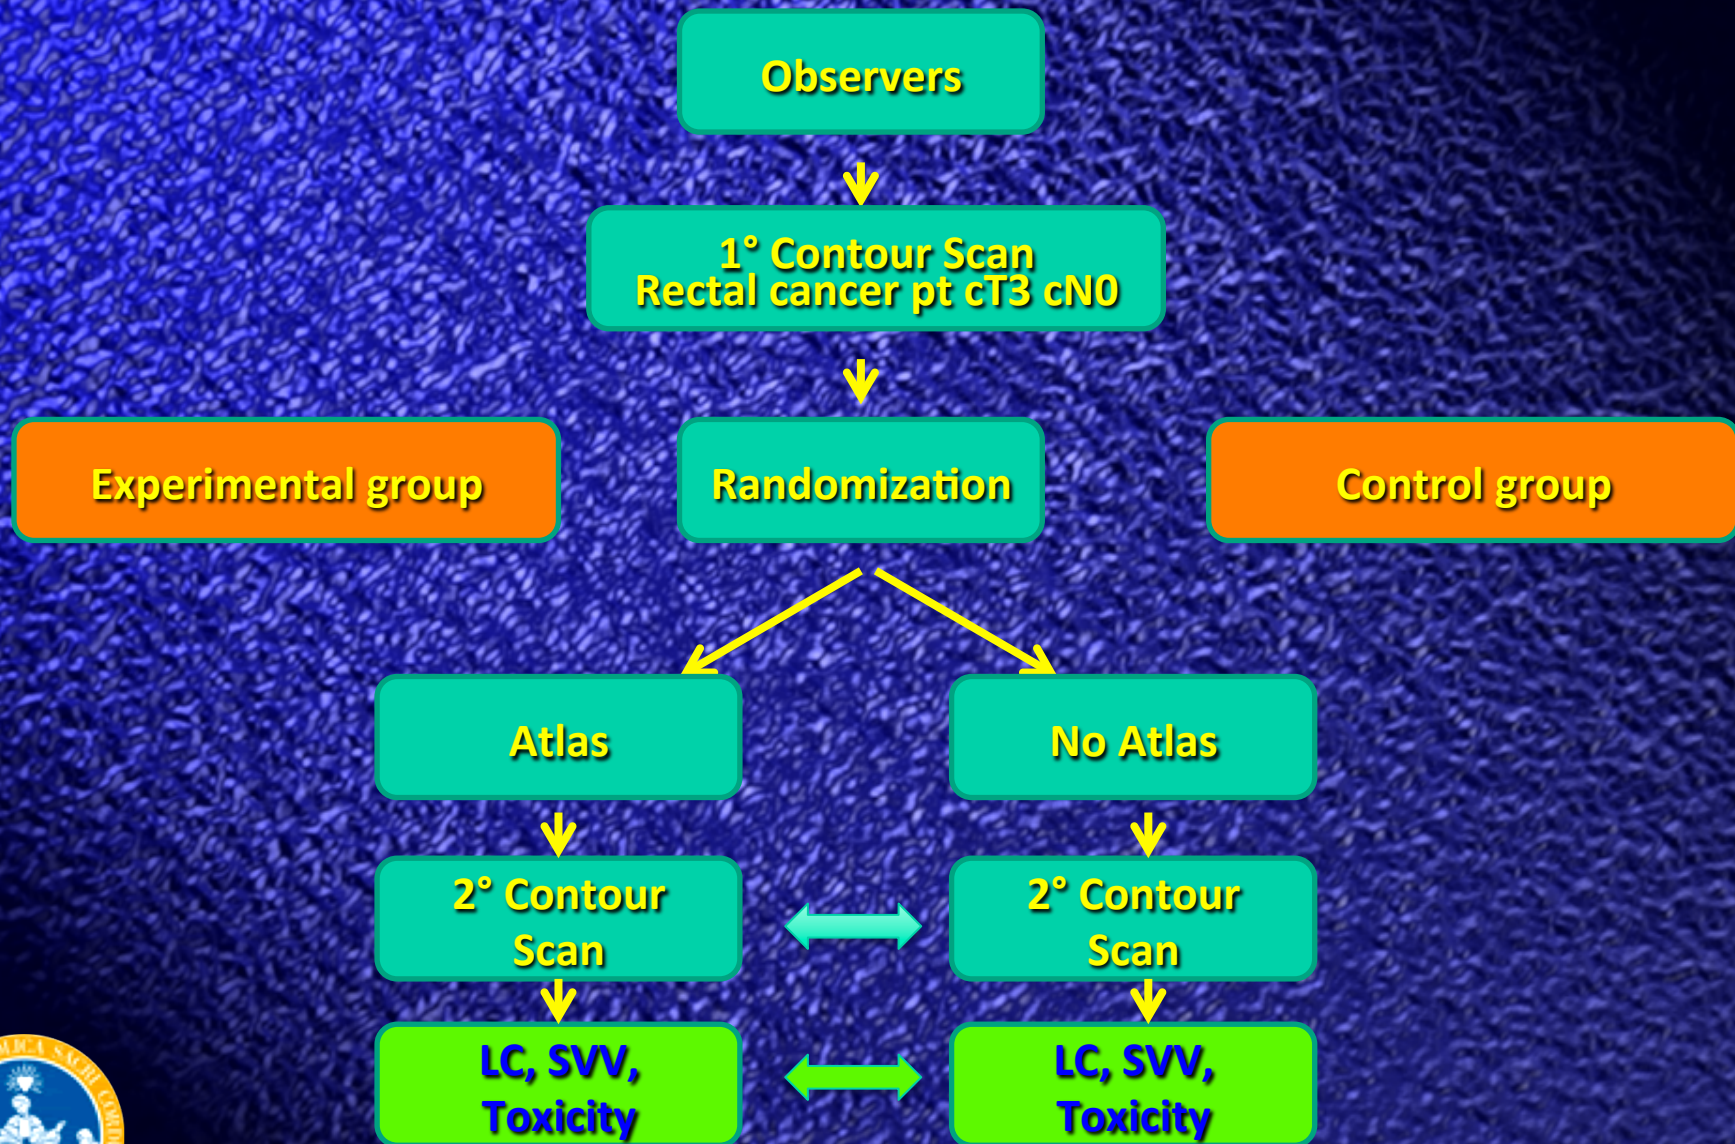 Observers
1° Contour Scan
Rectal cancer pt cT3 cN0
Experimental group
Randomization
Control group
Atlas
No Atlas
2° Contour
Scan
2° Contour
Scan
LC, SVV,
Toxicity
LC, SVV,
Toxicity
SACRI